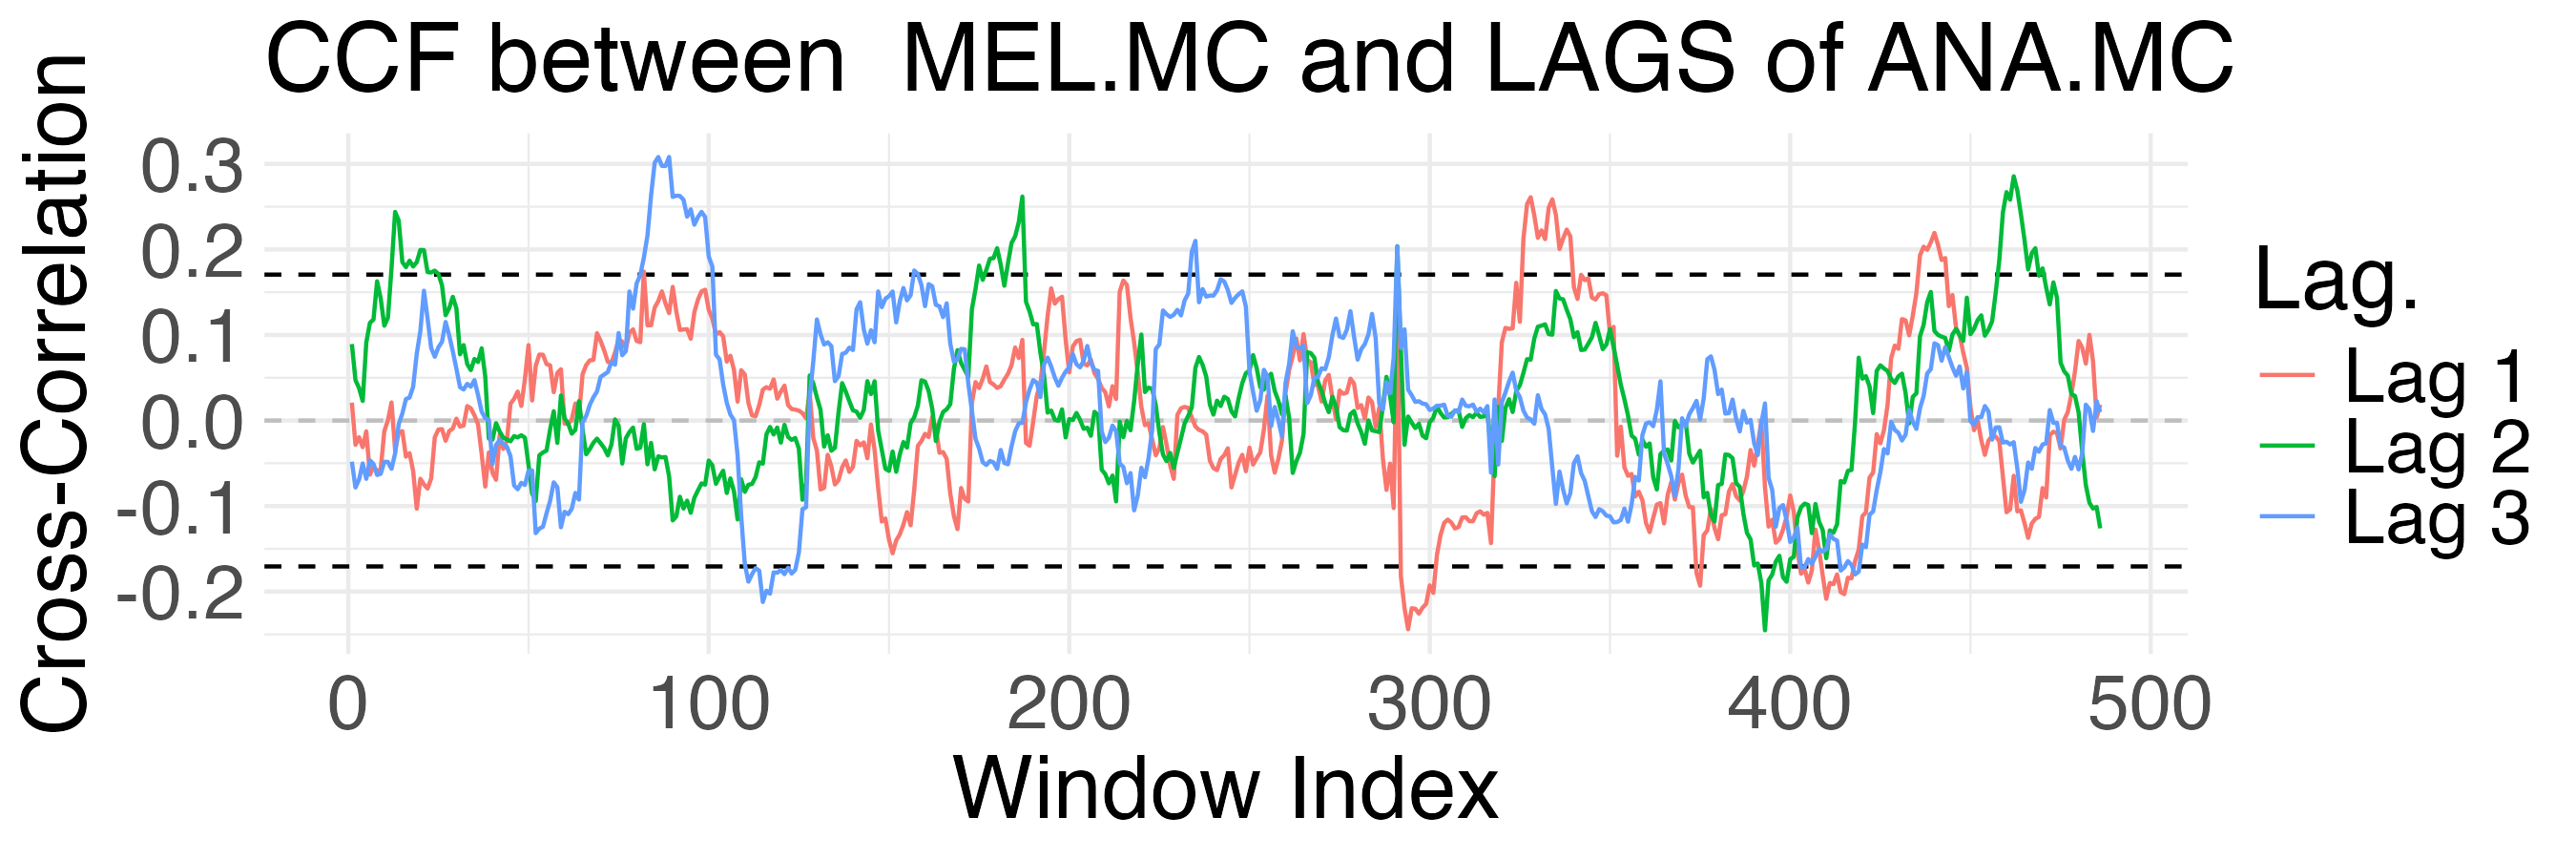 CCF between  MEL.MC and LAGS of ANA.MC
Cross-Correlation
0.3
0.2
0.1
0.0
-0.1
-0.2
0 100 200 300 400 500
Window Index
Lag.
Lag 1
Lag 2
Lag 3